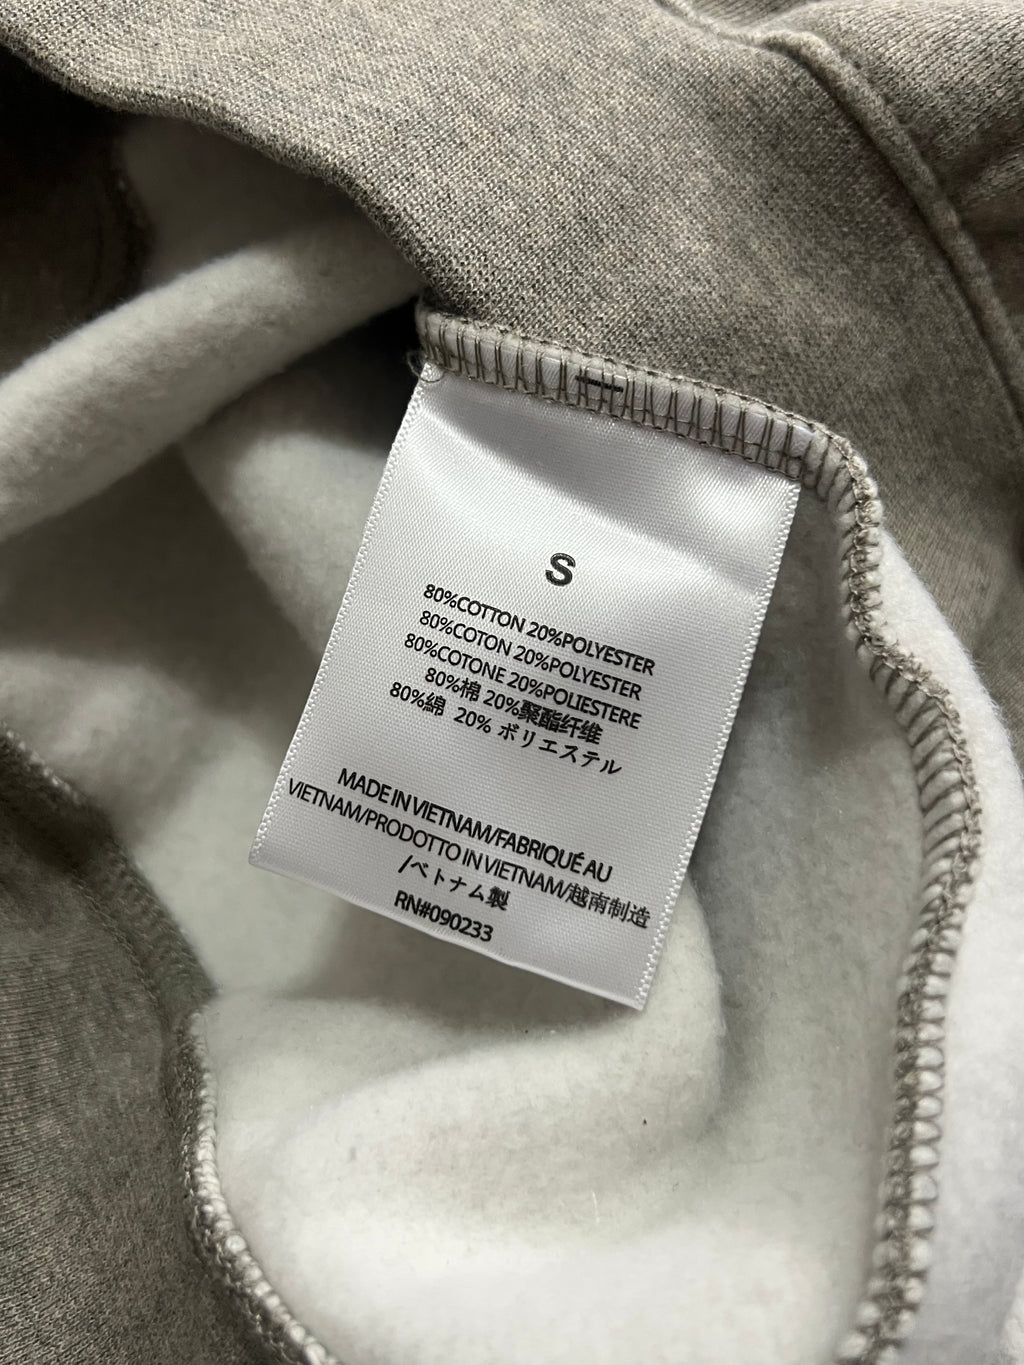 S
80%COTTON 20%POLYESTER
80%COTON 20%POLYESTER
80%COTONE 20%POLIESTERE
80%棉 20%聚酯纤维
80%綿 20% ポリエステル
MADE IN VIETNAM/FABRIQUÉ AU
VIETNAM/PRODOTTO IN VIETNAM/越南制造
/ベトナム製
RN#090233